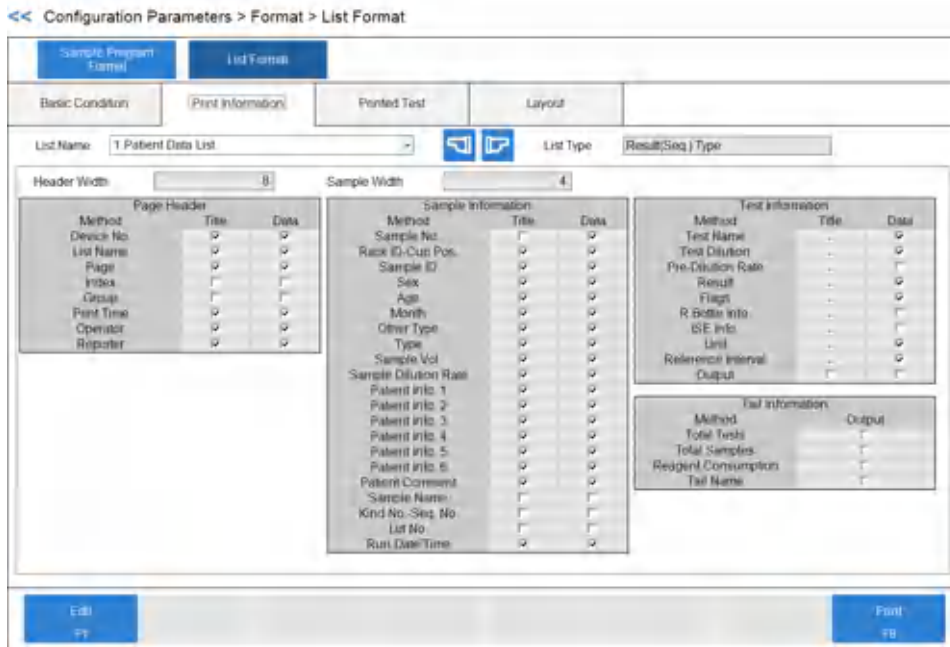 << Configuration Parameters > Format > List Format
Sample Program Format
List Format
Basic Condition Print Information Printed Test Layout
List Name 1.Patient Data List List Type Result(Seq.) Type
Header Width 8 Sample Width 4
Page Header
Method Title Data
Device No.
List Name
Page
Index
Group
Print Time
Operator
Reporter
Sample Information
Method Title Data
Sample No.
Rack ID-Cup Pos.
Sample ID
Sex
Age
Month
Other Type
Type
Sample Vol
Sample Dilution Rate
Patient Info. 1
Patient Info. 2
Patient Info. 3
Patient Info. 4
Patient Info. 5
Patient Info. 6
Patient Comment
Sample Name
Kind No.-Seq. No.
Lot No
Run Date/Time
Test Information
Method Title Data
Test Name
Test Dilution
Pre-Dilution Rate
Result
Flags
R.Bottle Info.
ISE Info.
Unit
Reference Interval
Output
Tail Information
Method Output
Total Tests
Total Samples
Reagent Consumption
Tail Name
Edit
F1
Font
F8